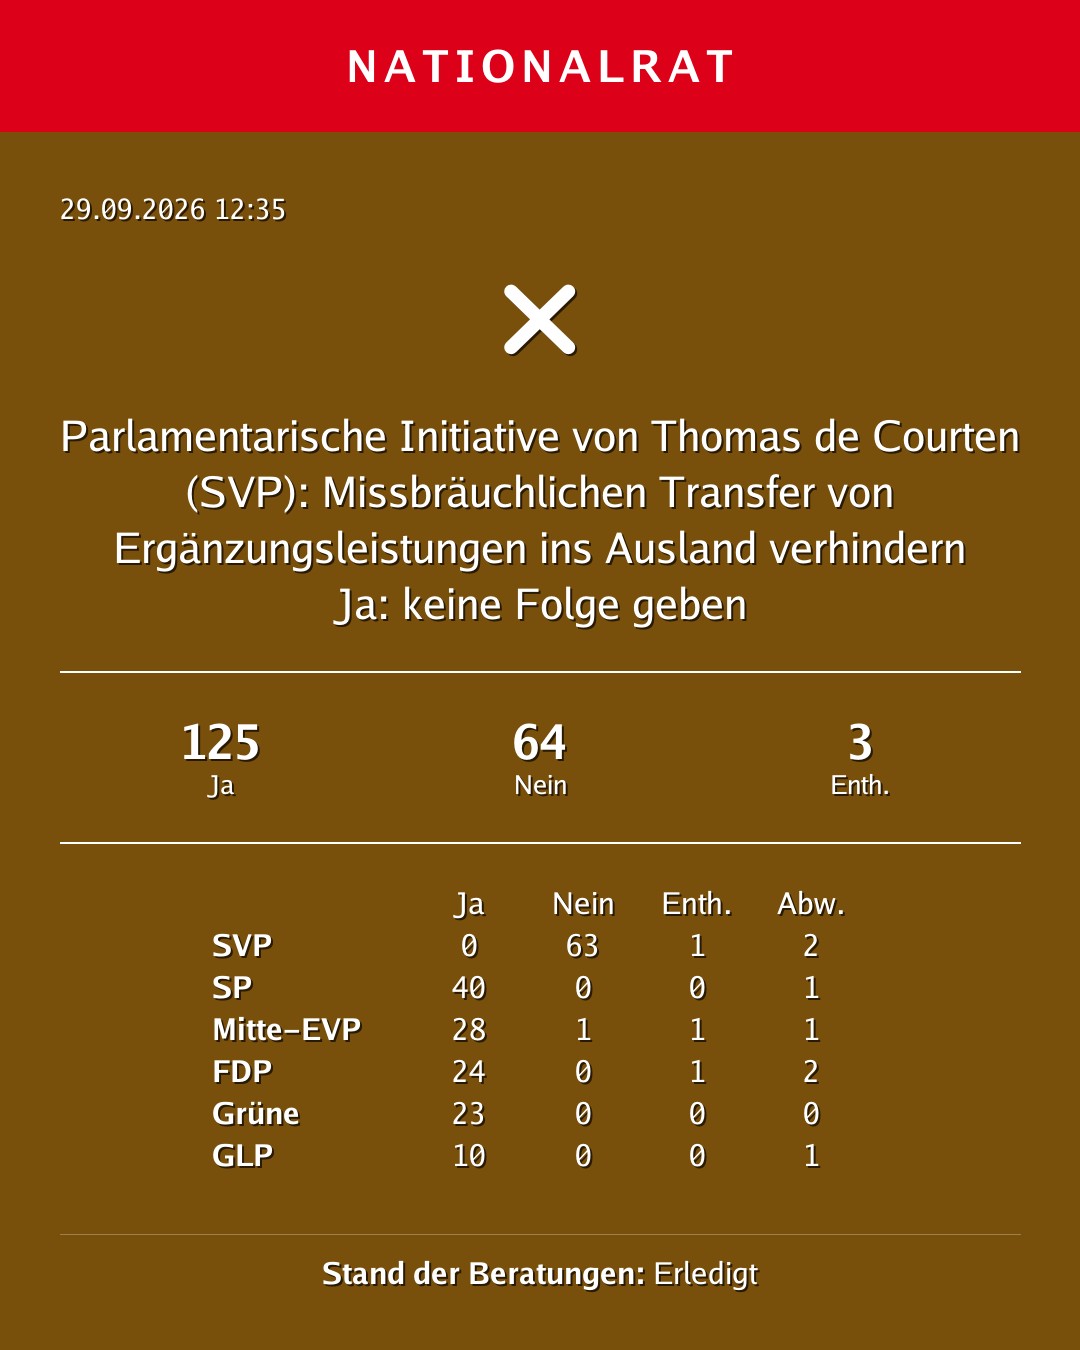 NATIONALRAT
29.09.2026 12:35
Parlamentarische Initiative von Thomas de Courten
(SVP): Missbräuchlichen Transfer von
Ergänzungsleistungen ins Ausland verhindern
Ja: keine Folge geben
125 64 3
Ja Nein Enth.
Ja Nein Enth. Abw.
SVP 0 63 1 2
SP 40 0 0 1
Mitte–EVP 28 1 1 1
FDP 24 0 1 2
Grüne 23 0 0 0
GLP 10 0 0 1
Stand der Beratungen: Erledigt